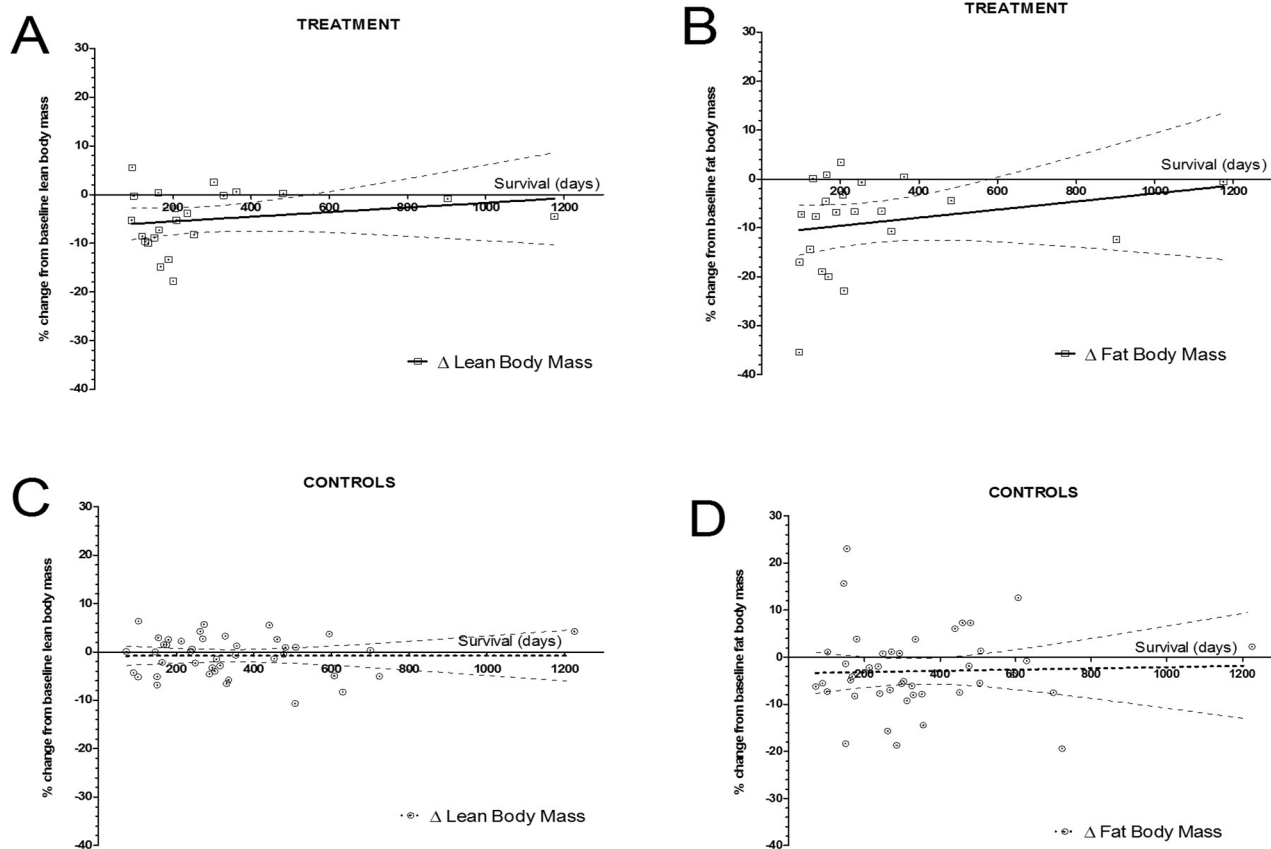 A
TREATMENT
% change from baseline lean body mass
30
20
10
0
-10
-20
-30
-40
200
400
600
800
1000
1200
Survival (days)
Δ Lean Body Mass
B
TREATMENT
% change from baseline fat body mass
30
20
10
0
-10
-20
-30
-40
200
400
600
800
1000
1200
Survival (days)
Δ Fat Body Mass
C
CONTROLS
% change from baseline lean body mass
30
20
10
0
-10
-20
-30
-40
200
400
600
800
1000
1200
Survival (days)
Δ Lean Body Mass
D
CONTROLS
% change from baseline fat body mass
30
20
10
0
-10
-20
-30
-40
200
400
600
800
1000
1200
Survival (days)
Δ Fat Body Mass